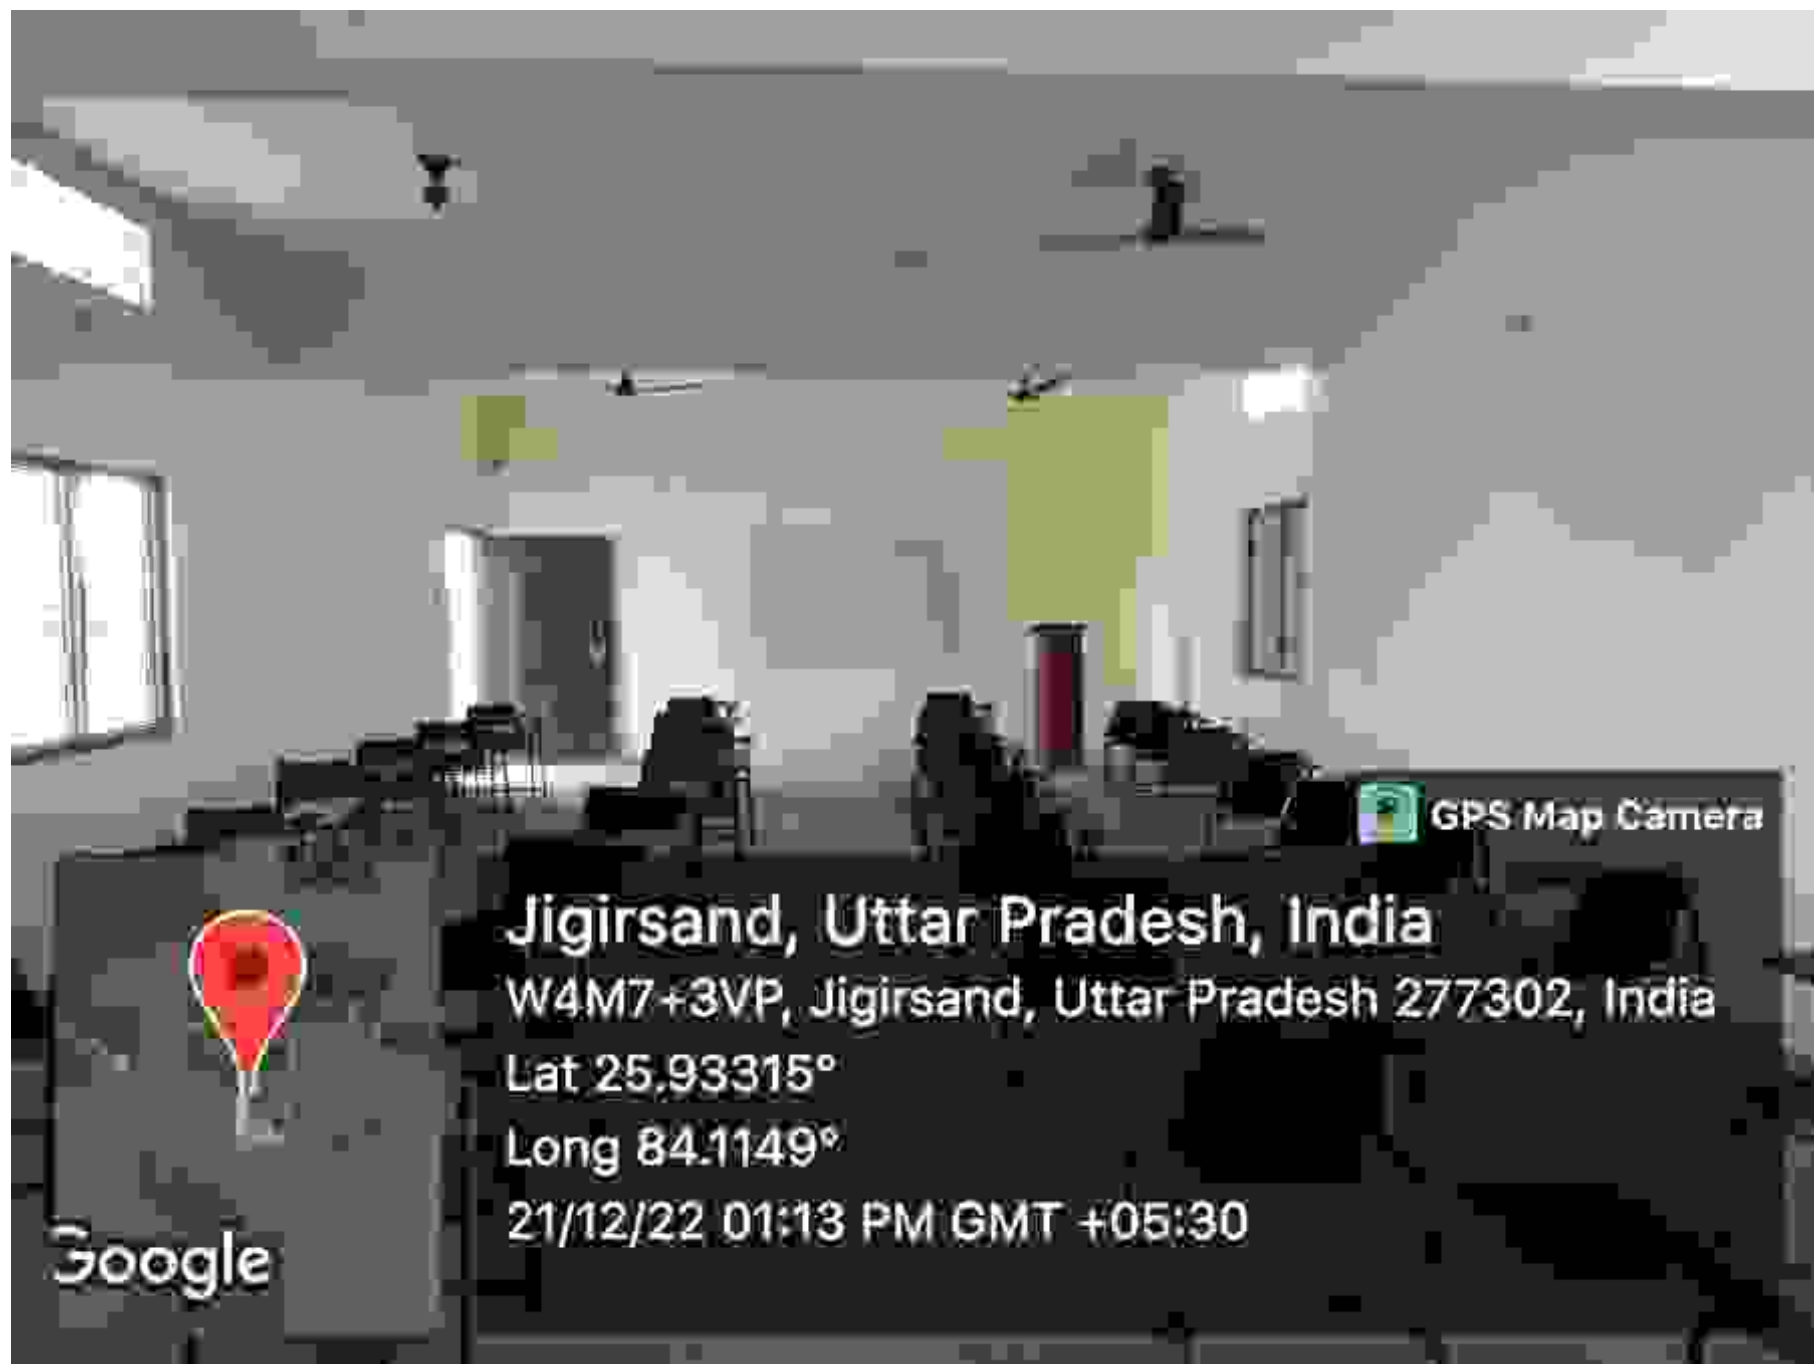 GPS Map Camera
Jigirsand, Uttar Pradesh, India
W4M7+3VP, Jigirsand, Uttar Pradesh 277302, India
Lat 25.93315°
Long 84.1149°
21/12/22 01:13 PM GMT +05:30
Google